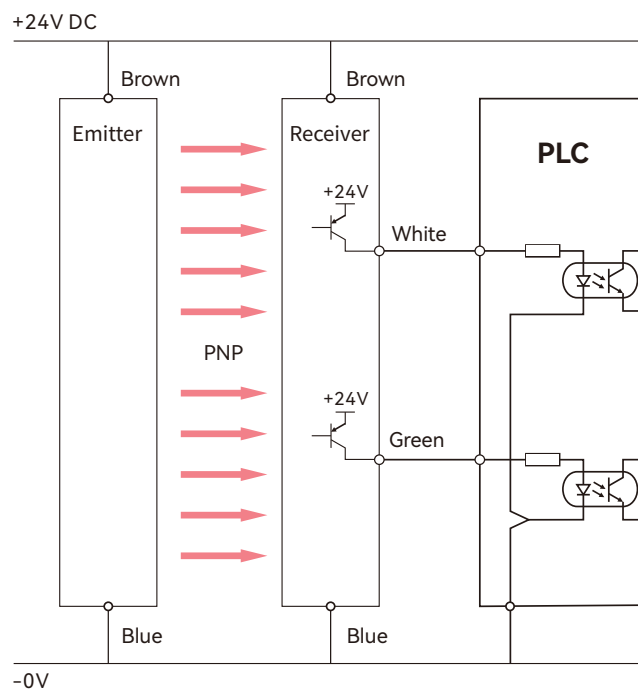 +24V DC
Brown
Brown
Emitter
Receiver
PLC
+24V
White
PNP
+24V
Green
Blue
Blue
-0V